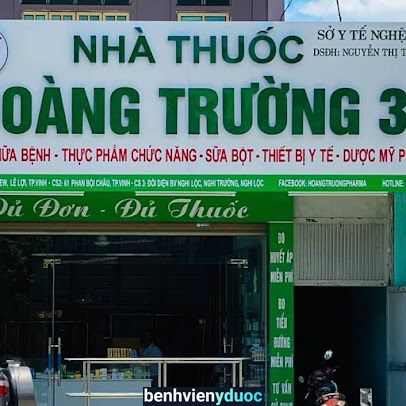 NHÀ THUỐC
SỞ Y TẾ NGHỆ
DSĐH: NGUYỄN THỊ T
OÀNG TRƯỜNG 3
ỮA BỆNH - THỰC PHẨM CHỨC NĂNG - SỮA BỘT - THIẾT BỊ Y TẾ - DƯỢC MỸ P
EW, LÊ LỢI, TP.VINH - CS2: 61 PHAN BỘI CHÂU, TP.VINH - CS 3: ĐỐI DIỆN BV NGHI LỘC, NGHI TRƯỜNG, NGHI LỘC FACEBOOK: HOANGTRUONGPHARMA HOTLINE:
Đủ Đơn - Đủ Thuốc
ĐO
HUYẾT ÁP
MIỄN PHÍ
ĐO
TIỂU
ĐƯỜNG
MIỄN PHÍ
TƯ VẤN
benhvienyduoc